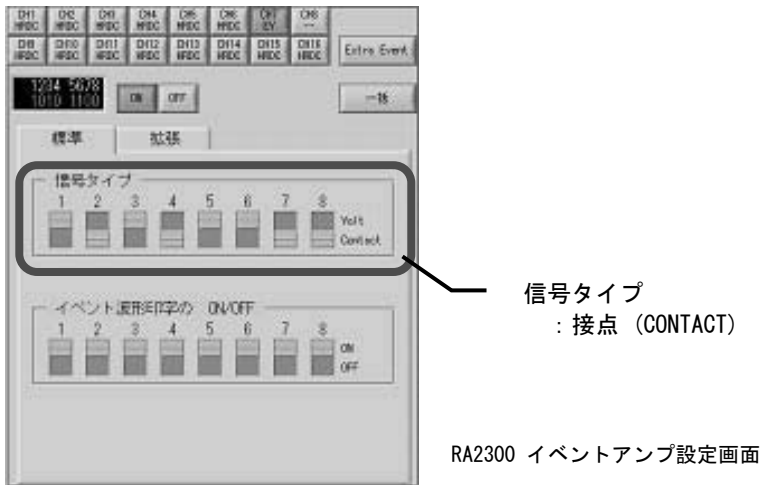 CH1 CH2 CH3 CH4 CH5 CH6 CH7 CH8
HRDC HRDC HRDC HRDC HRDC HRDC EV --
CH9 CH10 CH11 CH12 CH13 CH14 CH15 CH16
HRDC HRDC HRDC HRDC HRDC HRDC HRDC HRDC
Extra Event
1234 5678
1010 1100
ON OFF
一括
標準 拡張
信号タイプ
1 2 3 4 5 6 7 8
Volt
Contact
信号タイプ
:接点 (CONTACT)
イベント波形印字の ON/OFF
1 2 3 4 5 6 7 8
ON
OFF
RA2300 イベントアンプ設定画面